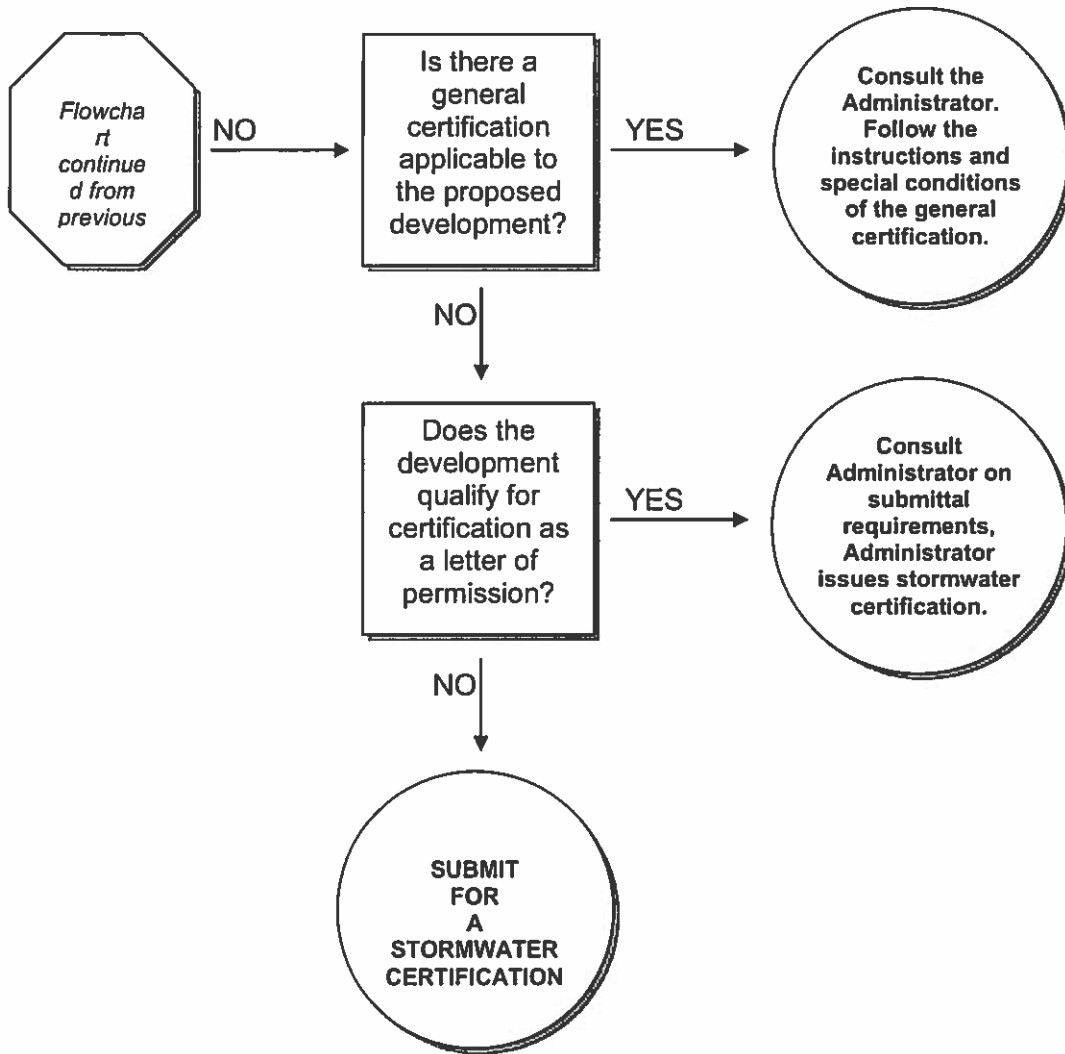 Flowcha
rt
continue
d from
previous
NO
Is there a
general
certification
applicable to
the proposed
development?
YES
Consult the
Administrator.
Follow the
instructions and
special conditions
of the general
certification.
NO
Does the
development
qualify for
certification as
a letter of
permission?
YES
Consult
Administrator on
submittal
requirements,
Administrator
issues stormwater
certification.
NO
SUBMIT
FOR
A
STORMWATER
CERTIFICATION